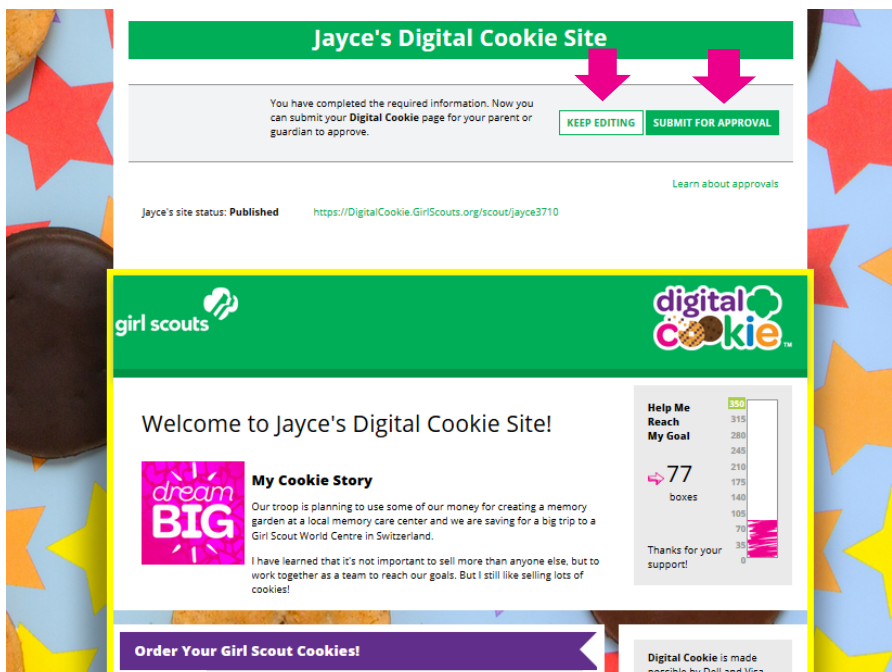 Jayce's Digital Cookie Site
You have completed the required information. Now you
can submit your Digital Cookie page for your parent or
guardian to approve.
KEEP EDITING
SUBMIT FOR APPROVAL
Learn about approvals
Jayce's site status: Published
https://DigitalCookie.GirlScouts.org/scout/jayce3710
girl scouts
digital
cookie
TM
Welcome to Jayce's Digital Cookie Site!
dream
BIG
My Cookie Story
Our troop is planning to use some of our money for creating a memory
garden at a local memory care center and we are saving for a big trip to a
Girl Scout World Centre in Switzerland.
I have learned that it's not important to sell more than anyone else, but to
work together as a team to reach our goals. But I still like selling lots of
cookies!
Help Me
Reach
My Goal
77
boxes
Thanks for your
support!
350
315
280
245
210
175
140
105
70
35
0
Order Your Girl Scout Cookies!
Digital Cookie is made
possible by Dell and Visa